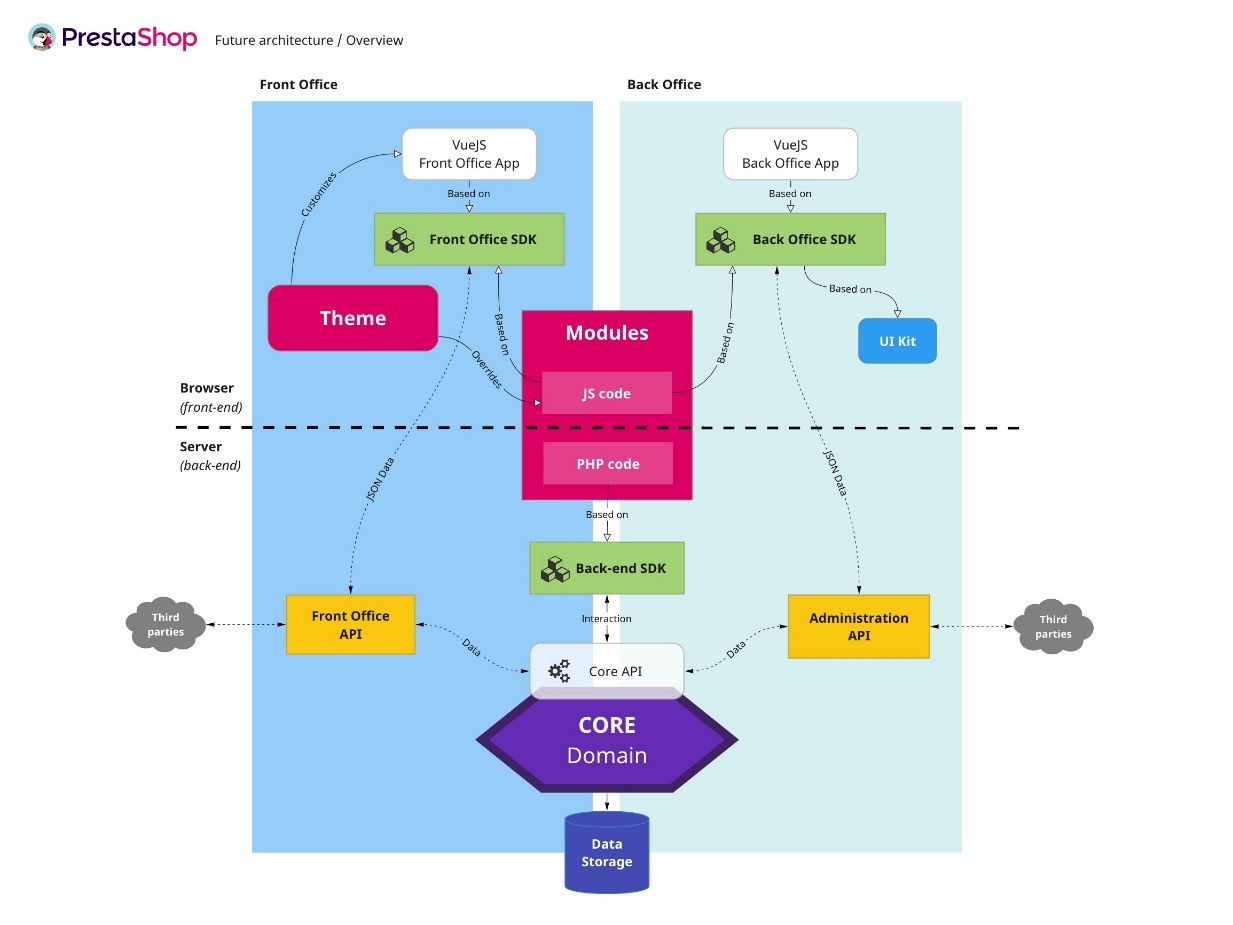 PrestaShop
Future architecture / Overview
Front Office
Back Office
VueJS
Front Office App
VueJS
Back Office App
Customizes
Based on
Based on
Front Office SDK
Back Office SDK
Based on
Theme
Modules
Based on
Based on
UI Kit
Overrides
JS code
Browser
(front-end)
Server
(back-end)
PHP code
JSON Data
JSON Data
Based on
Back-end SDK
Third
parties
Front Office
API
Interaction
Administration
API
Third
parties
Data
Data
Core API
CORE
Domain
Data
Storage